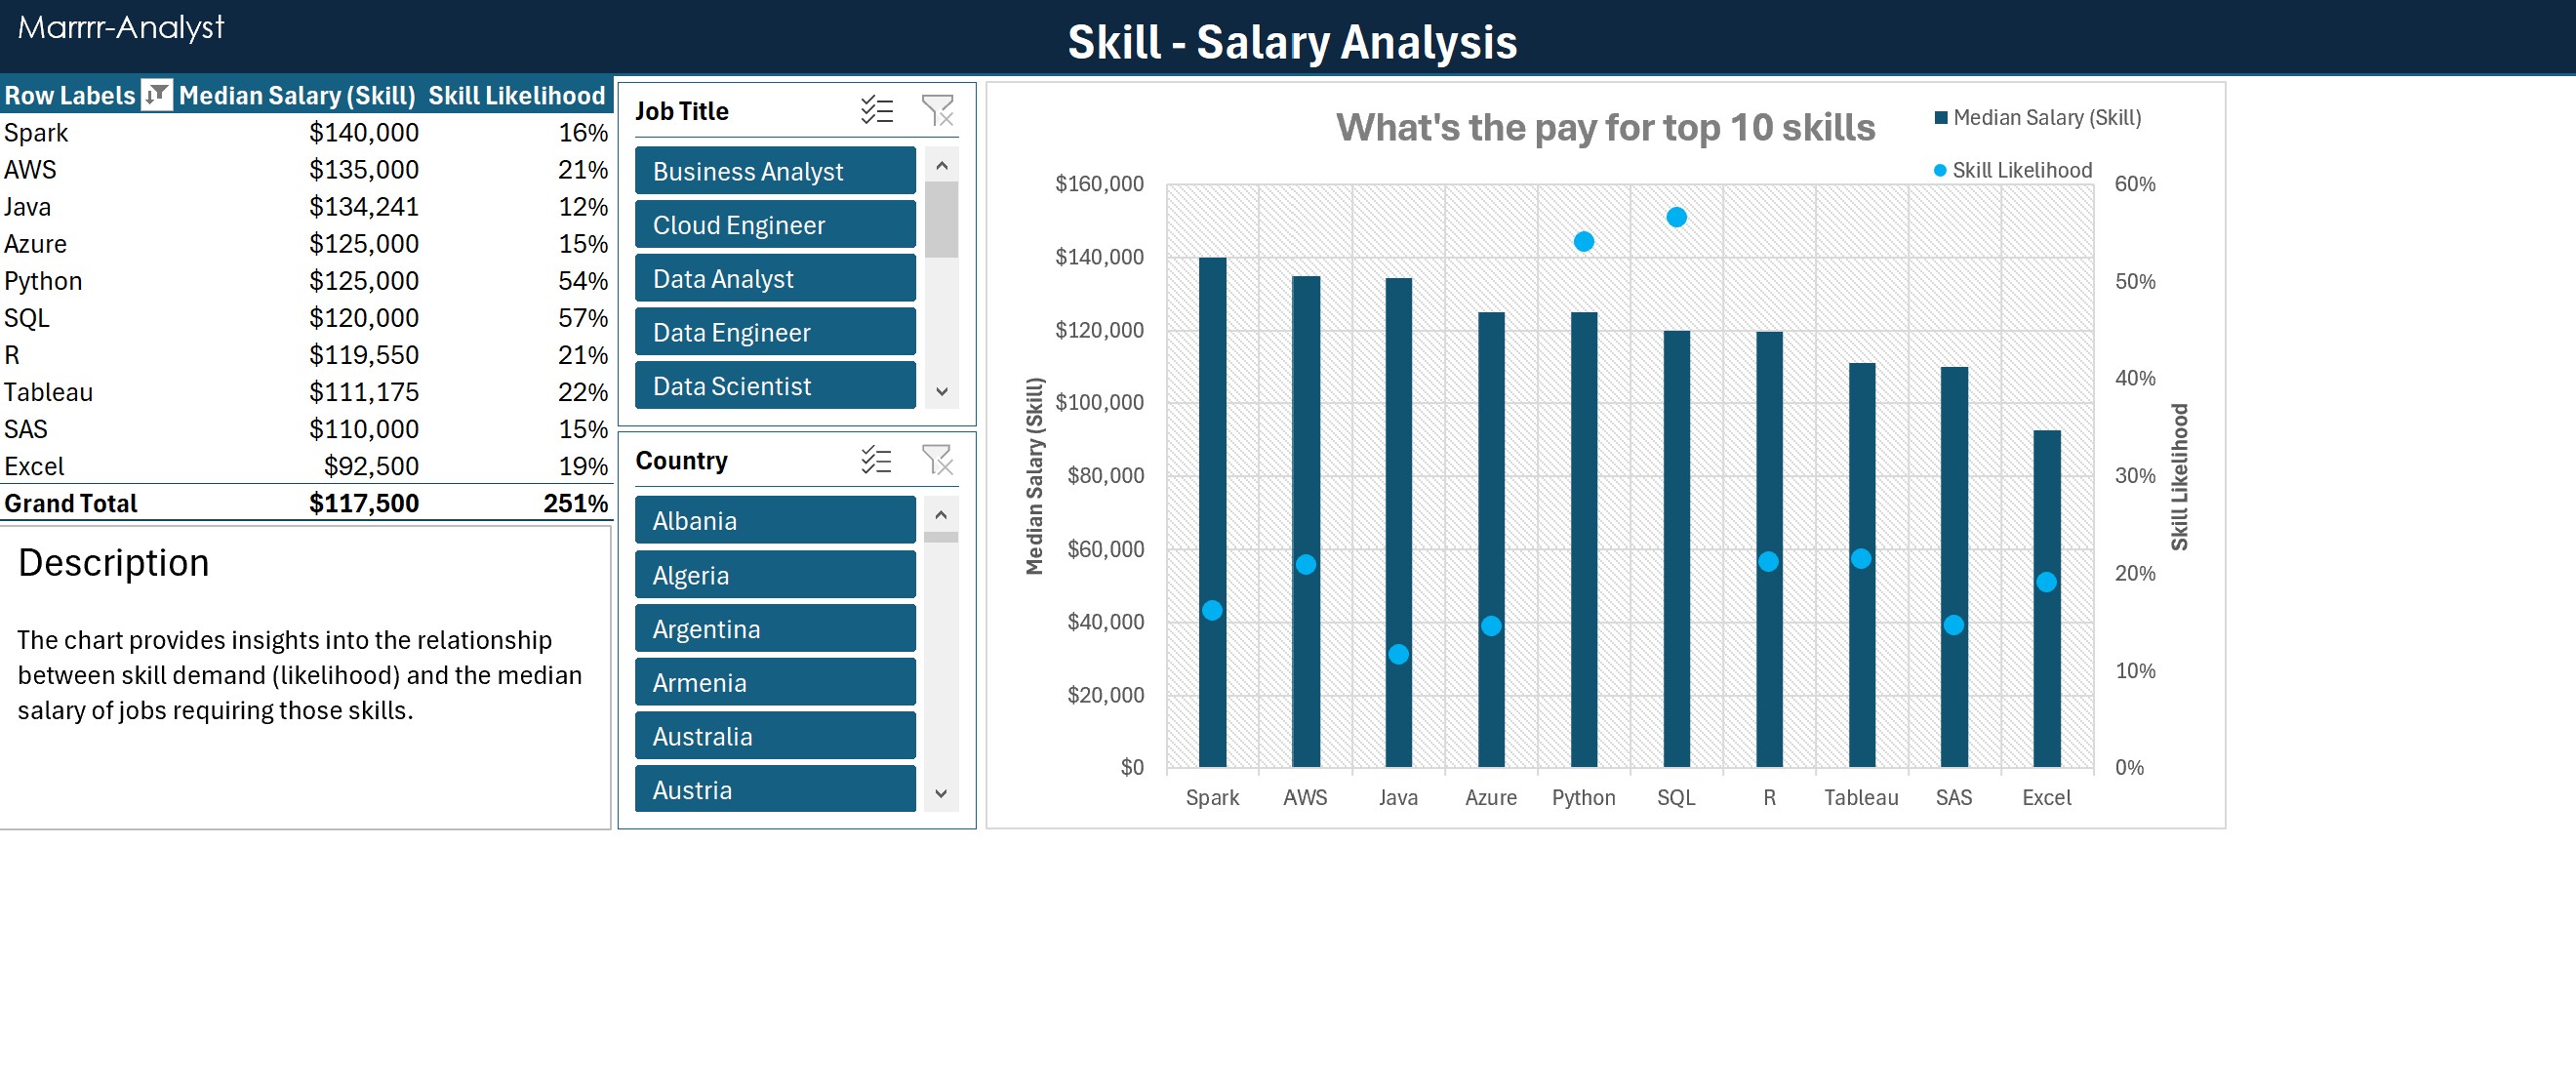 Marrrr-Analyst
Skill - Salary Analysis
Row Labels Median Salary (Skill) Skill Likelihood
Spark $140,000 16%
AWS $135,000 21%
Java $134,241 12%
Azure $125,000 15%
Python $125,000 54%
SQL $120,000 57%
R $119,550 21%
Tableau $111,175 22%
SAS $110,000 15%
Excel $92,500 19%
Grand Total $117,500 251%
Description
The chart provides insights into the relationship
between skill demand (likelihood) and the median
salary of jobs requiring those skills.
Job Title
Business Analyst
Cloud Engineer
Data Analyst
Data Engineer
Data Scientist
Country
Albania
Algeria
Argentina
Armenia
Australia
Austria
What's the pay for top 10 skills
Median Salary (Skill)
Skill Likelihood
Median Salary (Skill)
$160,000
$140,000
$120,000
$100,000
$80,000
$60,000
$40,000
$20,000
$0
60%
50%
40%
30%
20%
10%
0%
Skill Likelihood
Spark AWS Java Azure Python SQL R Tableau SAS Excel